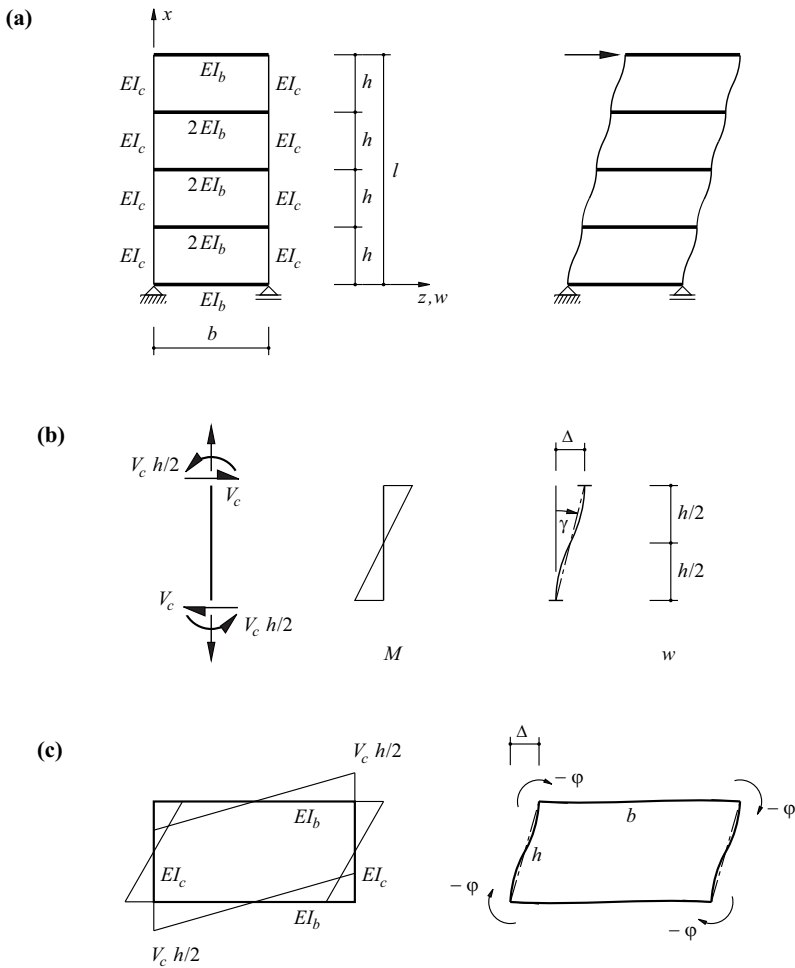 (a)
x
EI_b
EI_c EI_c
h
2EI_b
EI_c EI_c
h
l
2EI_b
EI_c EI_c
h
2EI_b
EI_c EI_c
h
EI_b
z, w
b
(b)
V_c h/2
V_c
V_c
V_c h/2
M
Δ
γ
h/2
h/2
w
(c)
V_c h/2
EI_b
EI_c EI_c
EI_b
V_c h/2
Δ
– φ
– φ
b
h
– φ
– φ